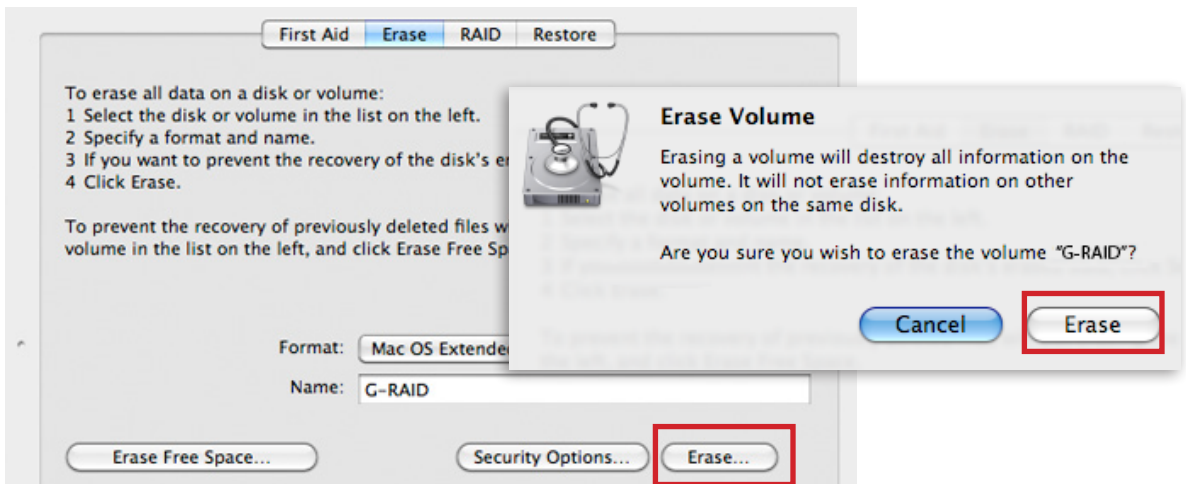 First Aid Erase RAID Restore
To erase all data on a disk or volume:
1 Select the disk or volume in the list on the left.
2 Specify a format and name.
3 If you want to prevent the recovery of the disk's
4 Click Erase.
To prevent the recovery of previously deleted files
volume in the list on the left, and click Erase Free
Format: Mac OS
Name: G-RAID
Erase Free Space... Security Options... Erase...
Erase Volume
Erasing a volume will destroy all information on the
volume. It will not erase information on other
volumes on the same disk.
Are you sure you wish to erase the volume "G-RAID"?
Cancel Erase